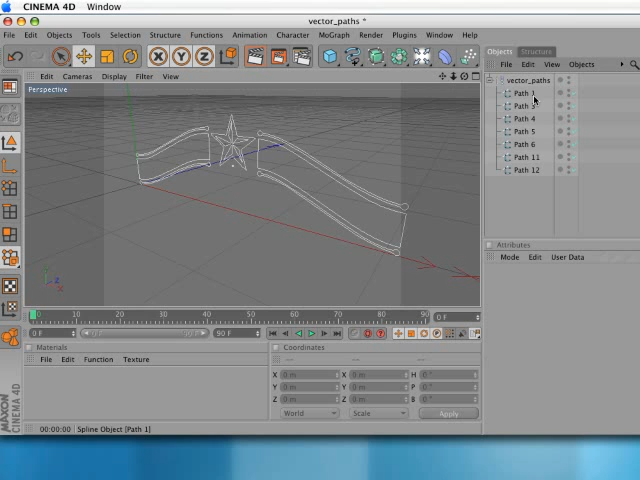 CINEMA 4D Window
vector_paths *
File Edit Objects Tools Selection Structure Functions Animation Character MoGraph Render Plugins Window Help
Objects Structure
File Edit View Objects
Edit Cameras Display Filter View
Perspective
vector_paths
Path 1
Path 3
Path 4
Path 5
Path 6
Path 11
Path 12
X Y Z
Y
Z
X
Attributes
Mode Edit User Data
0 10 20 30 40 50 60 70 80 90 0 F
0 F 90 F
Materials
File Edit Function Texture
Coordinates
-- -- --
X 0 m X 0 m H 0 °
Y 0 m Y 0 m P 0 °
Z 0 m Z 0 m B 0 °
World Scale Apply
MAXON CINEMA 4D
00:00:00 Spline Object [Path 1]